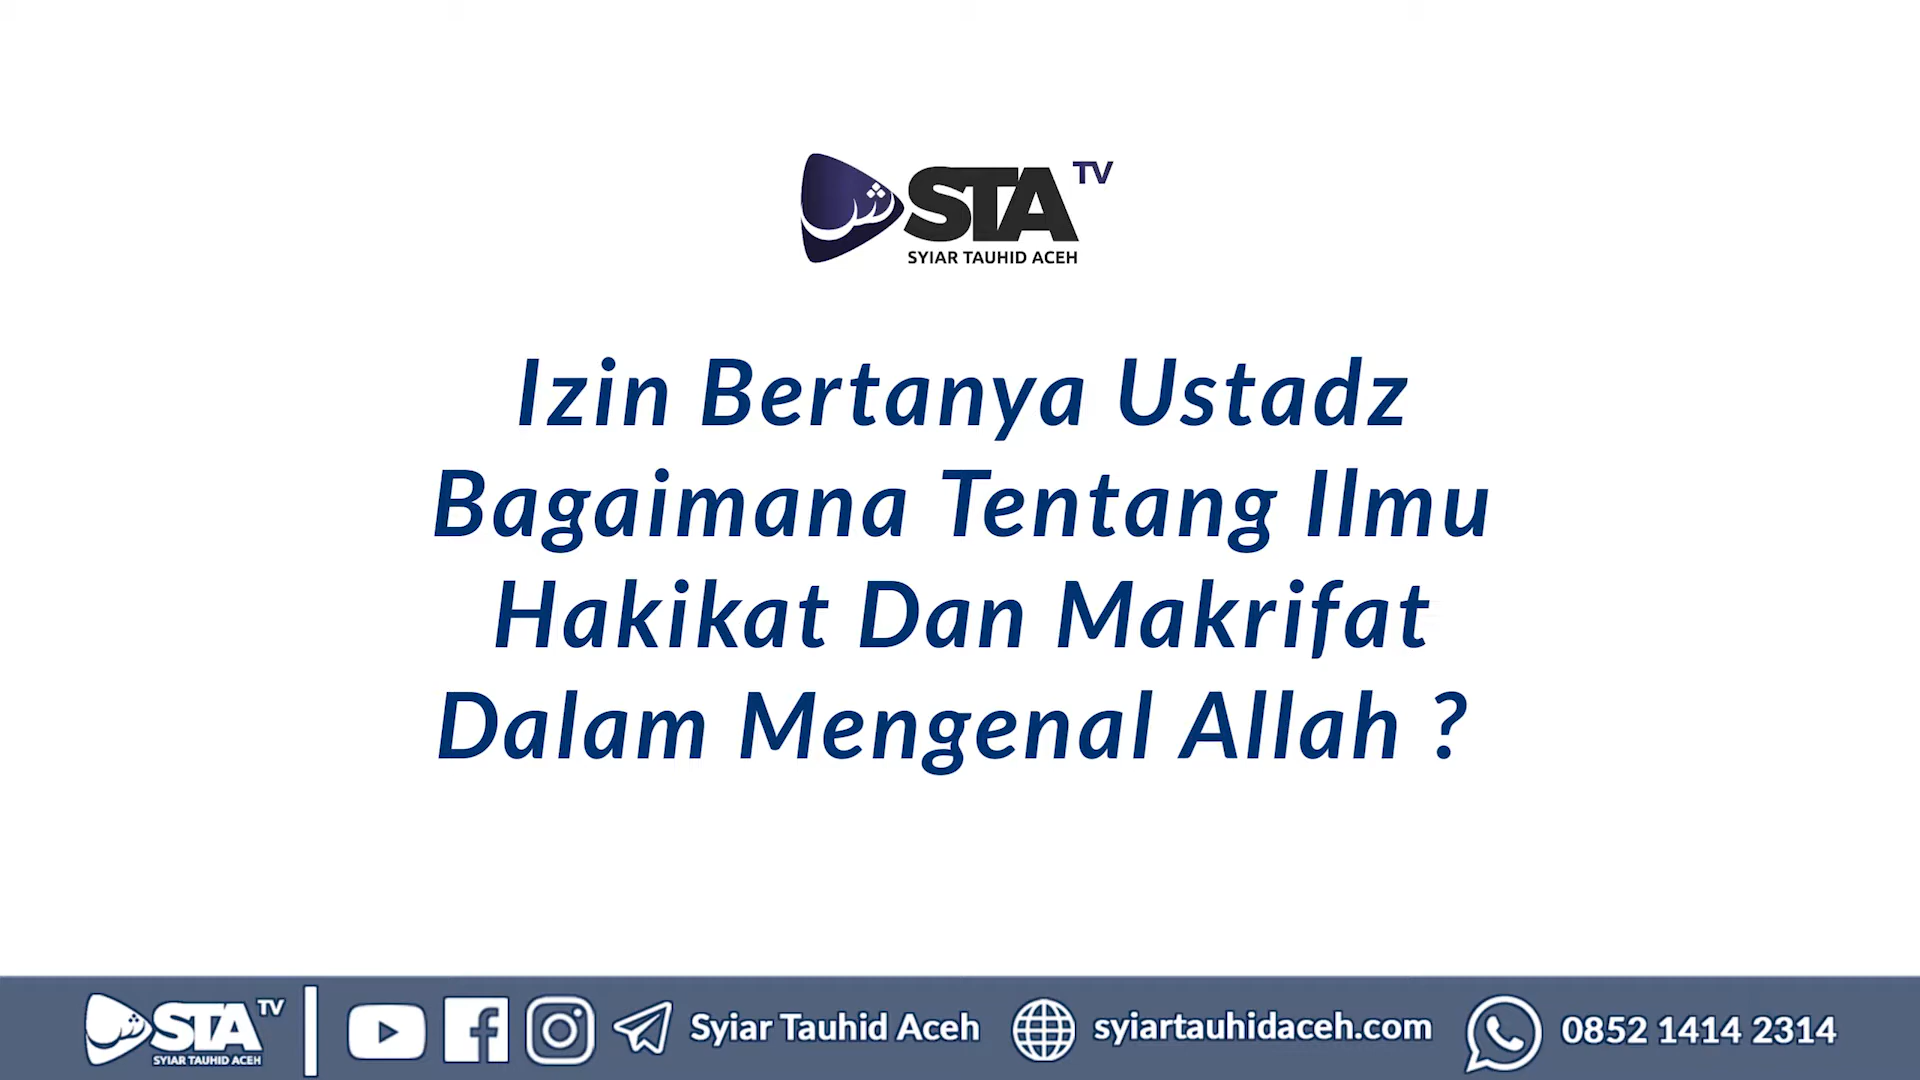 STA TV
SYIAR TAUHID ACEH
Izin Bertanya Ustadz
Bagaimana Tentang Ilmu
Hakikat Dan Makrifat
Dalam Mengenal Allah ?
STA TV
SYIAR TAUHID ACEH
Syiar Tauhid Aceh
syiartauhidaceh.com
0852 1414 2314